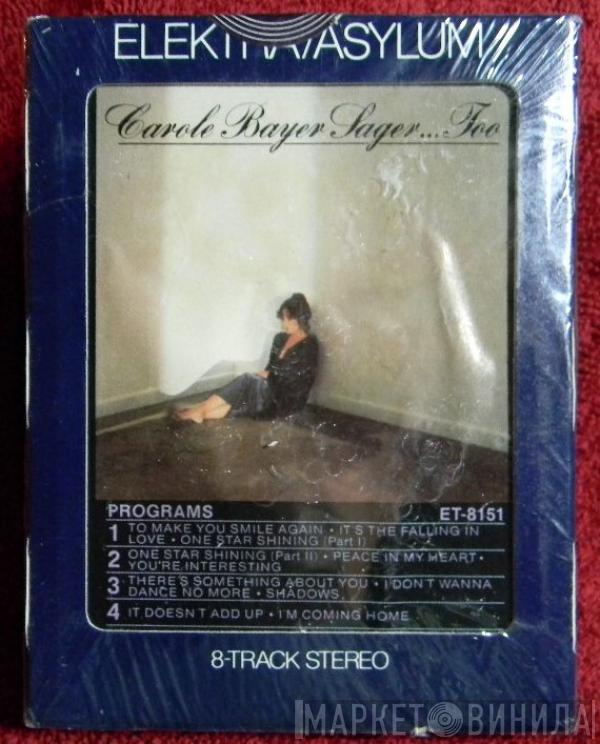 ELEKTRA/ASYLUM
Carole Bayer Sager... Too
PROGRAMS ET-8151
1 TO MAKE YOU SMILE AGAIN • IT'S THE FALLING IN
LOVE • ONE STAR SHINING (Part I)
2 ONE STAR SHINING (Part II) • PEACE IN MY HEART •
YOU'RE INTERESTING
3 THERE'S SOMETHING ABOUT YOU • I DON'T WANNA
DANCE NO MORE • SHADOWS
4 IT DOESN'T ADD UP • I'M COMING HOME
8-TRACK STEREO
МАРКЕТ ВИНИЛА